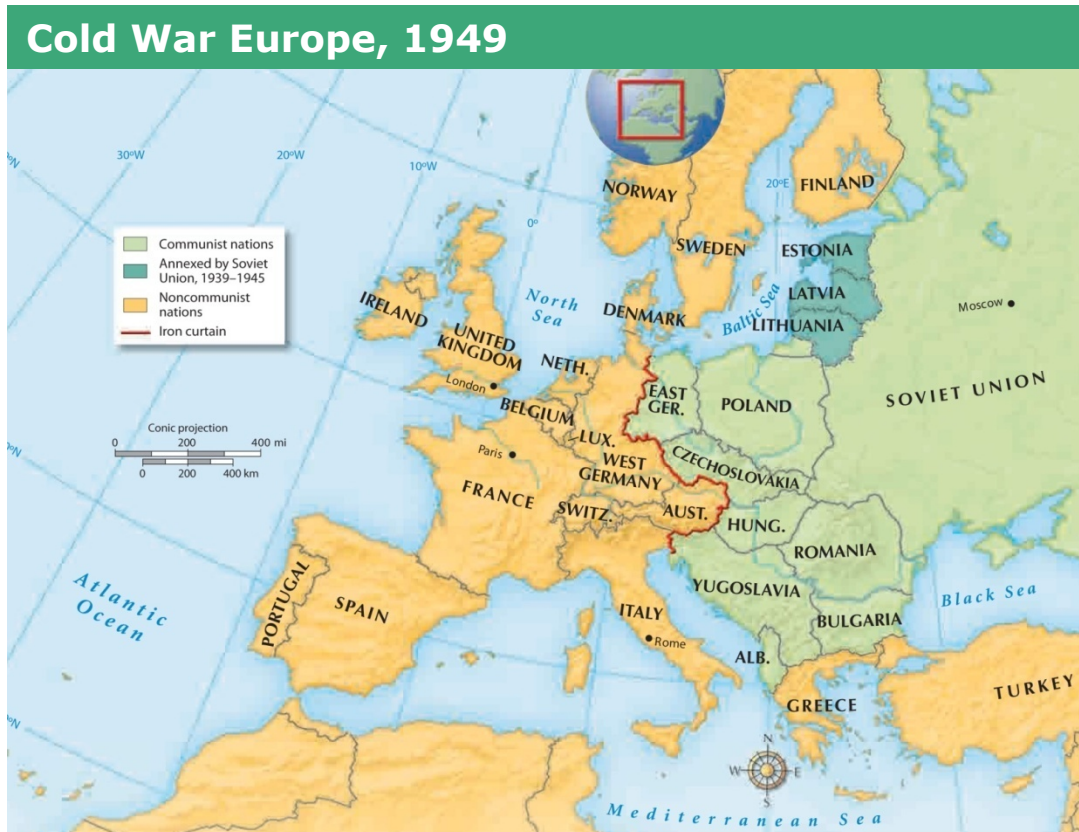 Cold War Europe, 1949
30°W
20°W
10°W
0°
20°E
°N
°N
°N
Communist nations
Annexed by Soviet
Union, 1939–1945
Noncommunist
nations
Iron curtain
Conic projection
0 200 400 mi
0 200 400 km
NORWAY
SWEDEN
FINLAND
ESTONIA
LATVIA
LITHUANIA
Baltic Sea
Moscow
SOVIET UNION
North
Sea
DENMARK
IRELAND
UNITED
KINGDOM
London
NETH.
BELGIUM
LUX.
EAST
GER.
POLAND
WEST
GERMANY
CZECHOSLOVAKIA
Paris
FRANCE
SWITZ.
AUST.
HUNG.
ROMANIA
YUGOSLAVIA
BULGARIA
Black Sea
Atlantic
Ocean
PORTUGAL
SPAIN
ITALY
Rome
ALB.
GREECE
TURKEY
N
W E
S
Mediterranean Sea